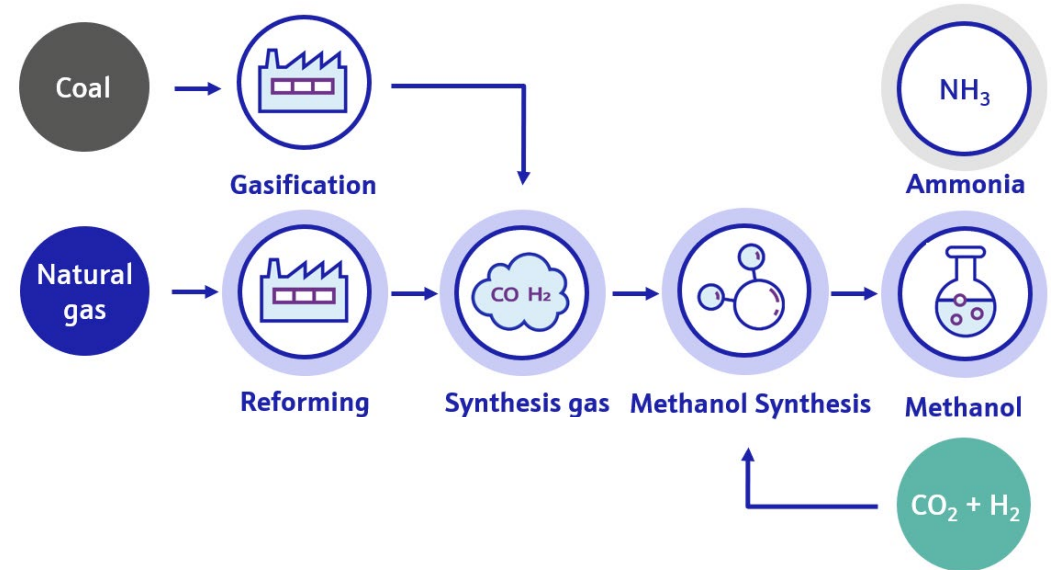 Coal
NH₃
Gasification
Ammonia
Natural
gas
CO H₂
Reforming
Synthesis gas
Methanol Synthesis
Methanol
CO₂ + H₂